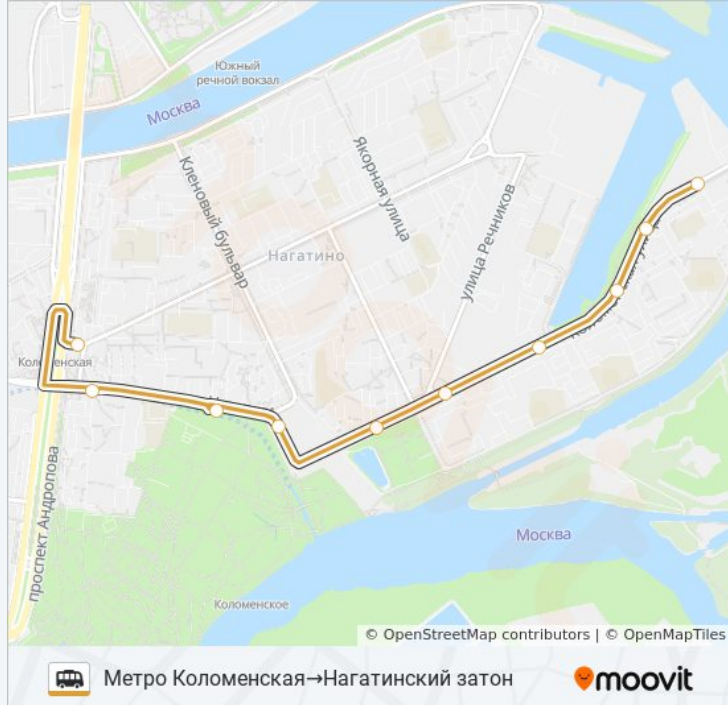 Южный
речной вокзал
Москва
Якорная улица
Кленовый бульвар
улица Речников
Нагатино
Коломенская
проспект Андропова
Москва
Коломенское
© OpenStreetMap contributors | © OpenMapTiles
Метро Коломенская→Нагатинский затон
moovit